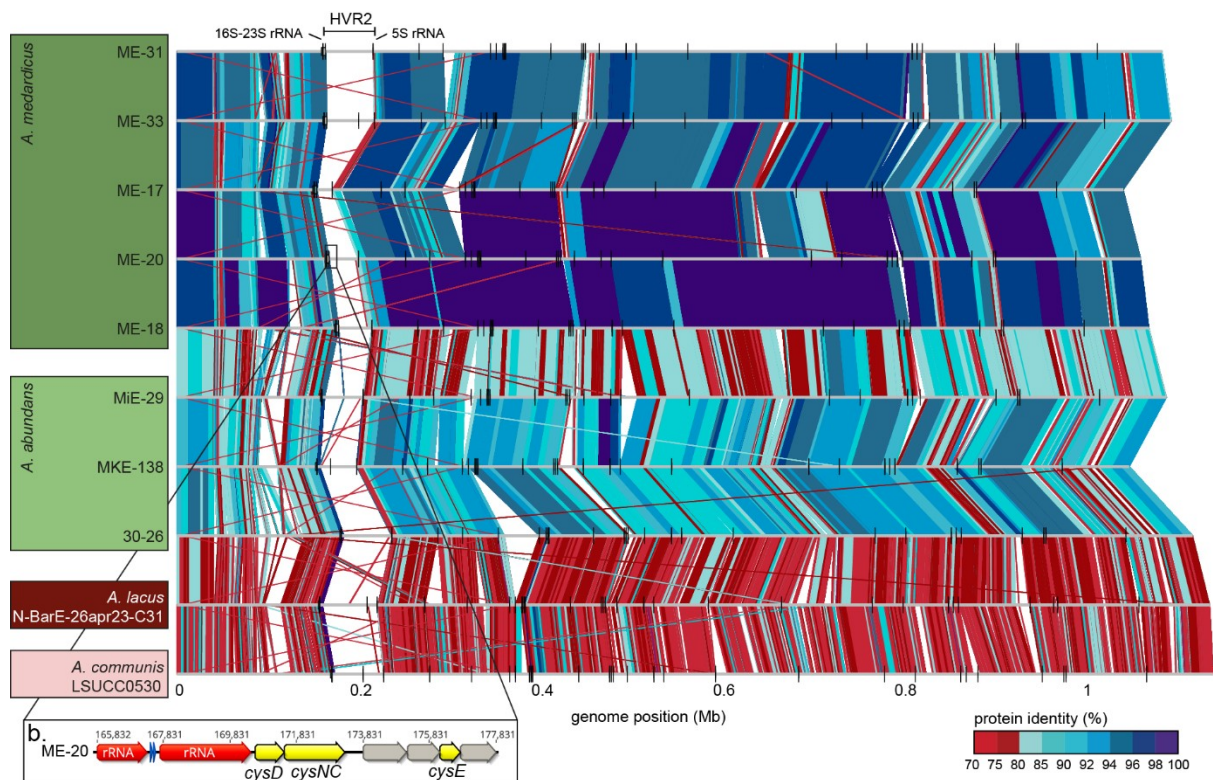 HVR2
16S-23S rRNA
5S rRNA
A. medardicus
ME-31
ME-33
ME-17
ME-20
ME-18
A. abundans
MiE-29
MKE-138
30-26
A. lacus
N-BarE-26apr23-C31
A. communis
LSUCC0530
0 0.2 0.4 0.6 0.8 1
genome position (Mb)
protein identity (%)
70 75 80 85 90 92 94 96 98 100
b.
165,832 167,831 169,831 171,831 173,831 175,831 177,831
ME-20 rRNA rRNA
cysD cysNC cysE